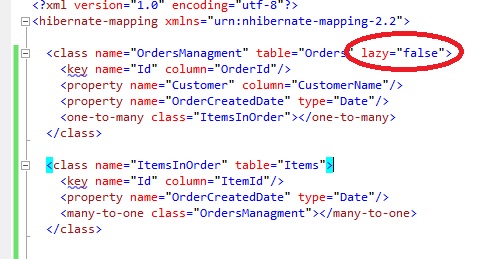 <?xml version="1.0" encoding="utf-8"?>
<hibernate-mapping xmlns="urn:nhibernate-mapping-2.2">
<class name="OrdersManagment" table="Orders" lazy="false">
<key name="Id" column="OrderId"/>
<property name="Customer" column="CustomerName"/>
<property name="OrderCreatedDate" type="Date"/>
<one-to-many class="ItemsInOrder"></one-to-many>
</class>
<class name="ItemsInOrder" table="Items">
<key name="Id" column="ItemId"/>
<property name="OrderCreatedDate" type="Date"/>
<many-to-one class="OrdersManagment"></many-to-one>
</class>